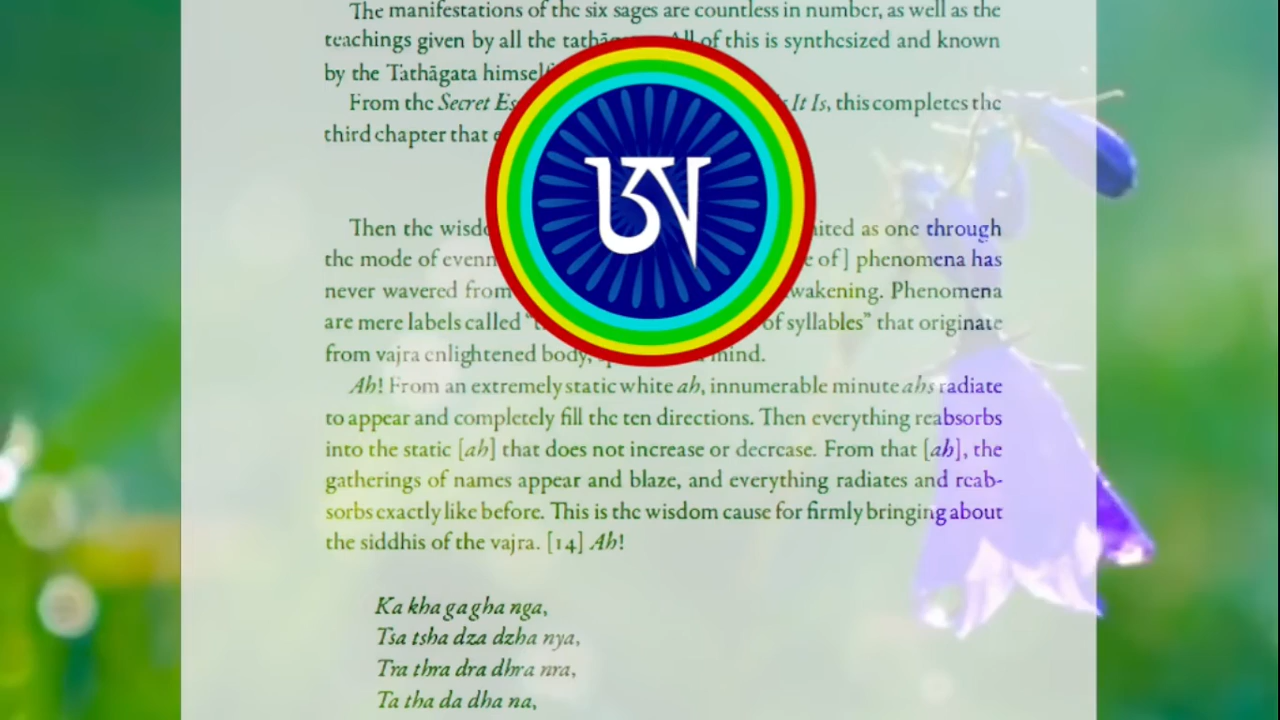 The manifestations of the six sages are countless in number, as well as the
teachings given by all the All of this is synthesized and known
by the Tathāgata
From the Secret It Is, this completes the
third chapter that
ཨ
Then the as one through
the mode of of] phenomena has
never wavered from Phenomena
are mere labels called of syllables” that originate
from vajra enlightened body, mind.
Ah! From an extremely static white ah, innumerable minute ahs radiate
to appear and completely fill the ten directions. Then everything reabsorbs
into the static [ah] that does not increase or decrease. From that [ah], the
gatherings of names appear and blaze, and everything radiates and reab-
sorbs exactly like before. This is the wisdom cause for firmly bringing about
the siddhis of the vajra. [14] Ah!
Ka kha ga gha nga,
Tsa tsha dza dzha nya,
Tra thra dra dhra nra,
Ta tha da dha na,